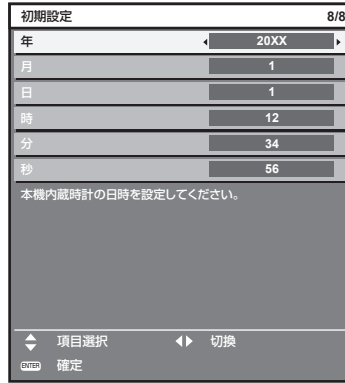 初期設定 8/8
年 20XX
月 1
日 1
時 12
分 34
秒 56
本機内蔵時計の日時を設定してください。
項目選択 切換
ENTER 確定